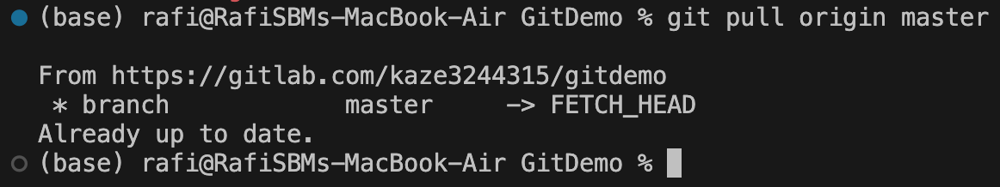 (base) rafi@RafiSBMs-MacBook-Air GitDemo % git pull origin master
From https://gitlab.com/kaze3244315/gitdemo
* branch master -> FETCH_HEAD
Already up to date.
(base) rafi@RafiSBMs-MacBook-Air GitDemo %